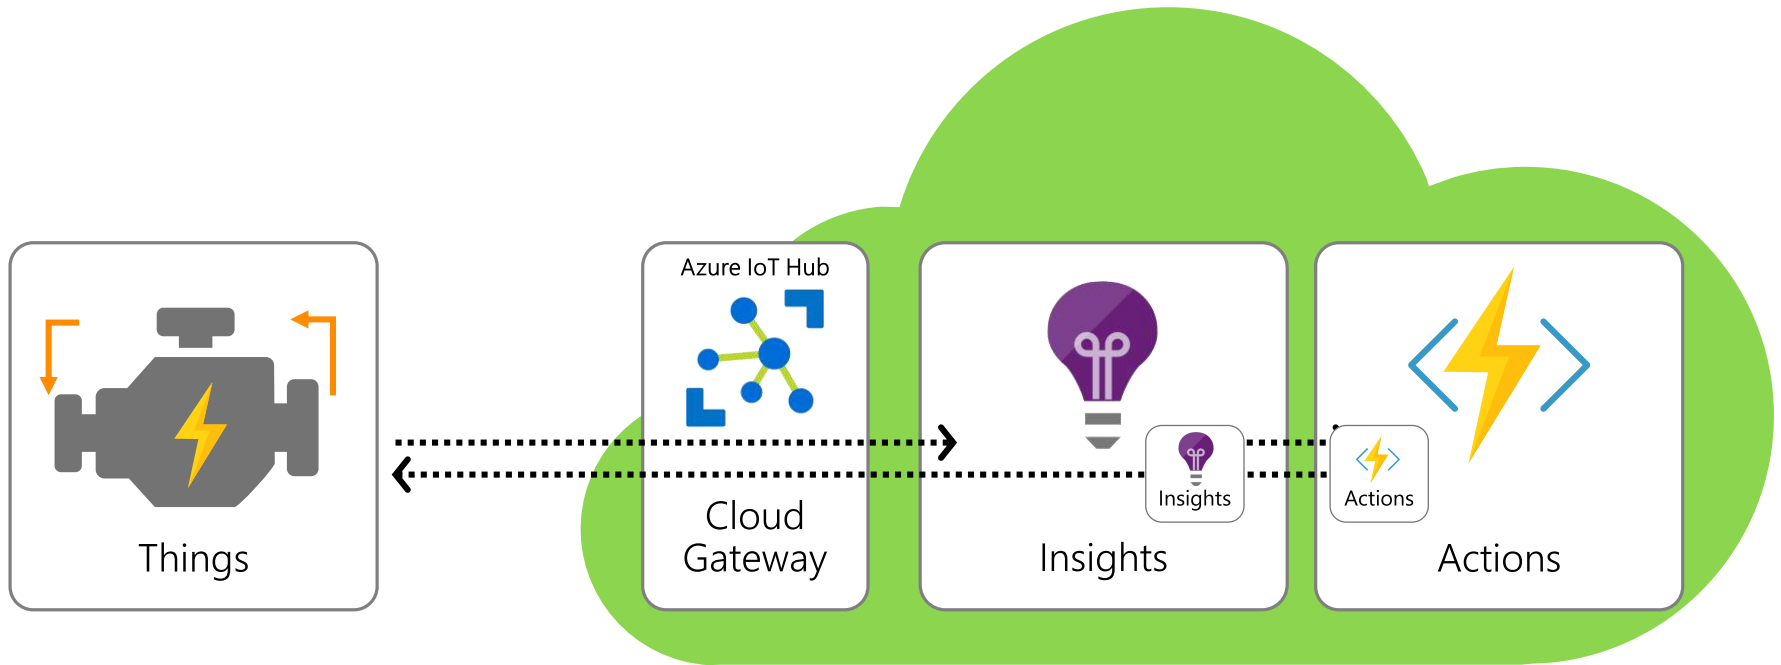 Things
Azure IoT Hub
Cloud
Gateway
Insights
Insights
Actions
Actions